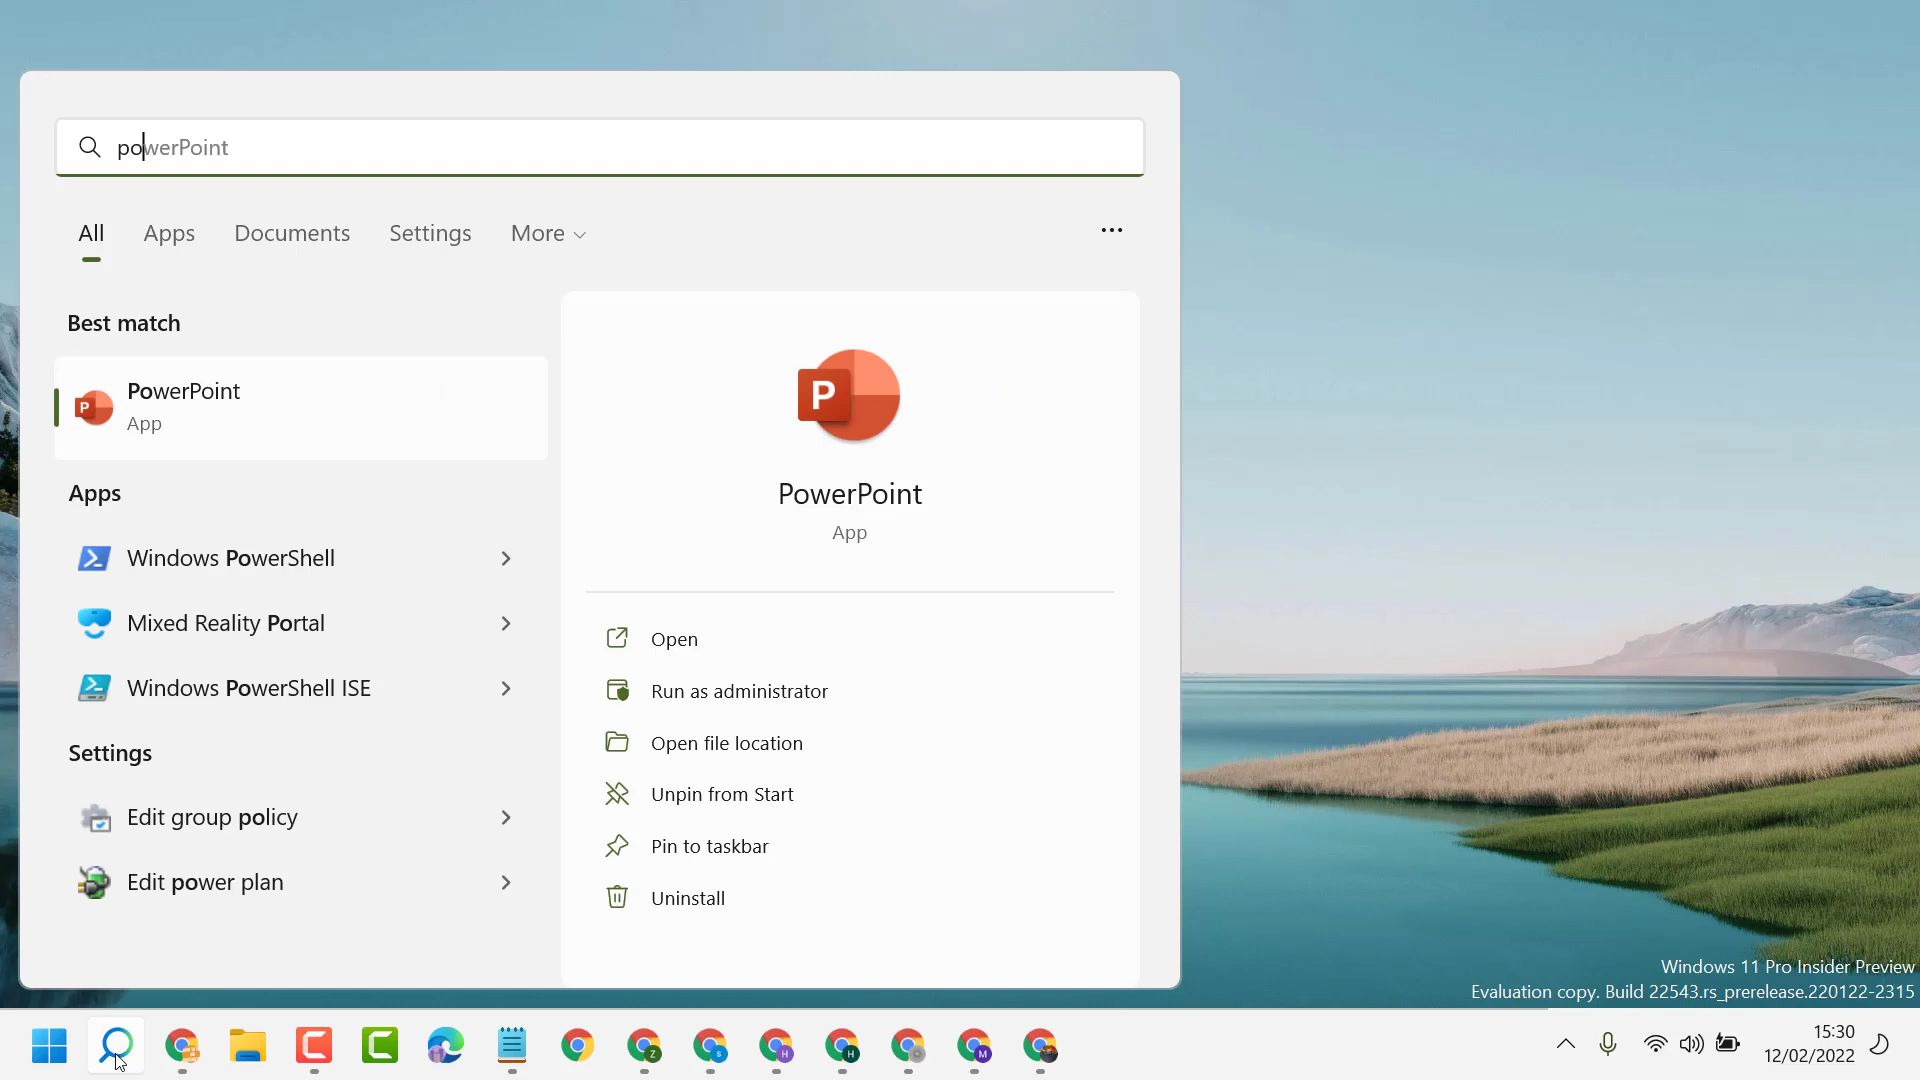 powerPoint
All Apps Documents Settings More
Best match
PowerPoint
App
Apps
Windows PowerShell
Mixed Reality Portal
Windows PowerShell ISE
Settings
Edit group policy
Edit power plan
P
PowerPoint
App
Open
Run as administrator
Open file location
Unpin from Start
Pin to taskbar
Uninstall
Windows 11 Pro Insider Preview
Evaluation copy. Build 22543.rs_prerelease.220122-2315
15:30
12/02/2022